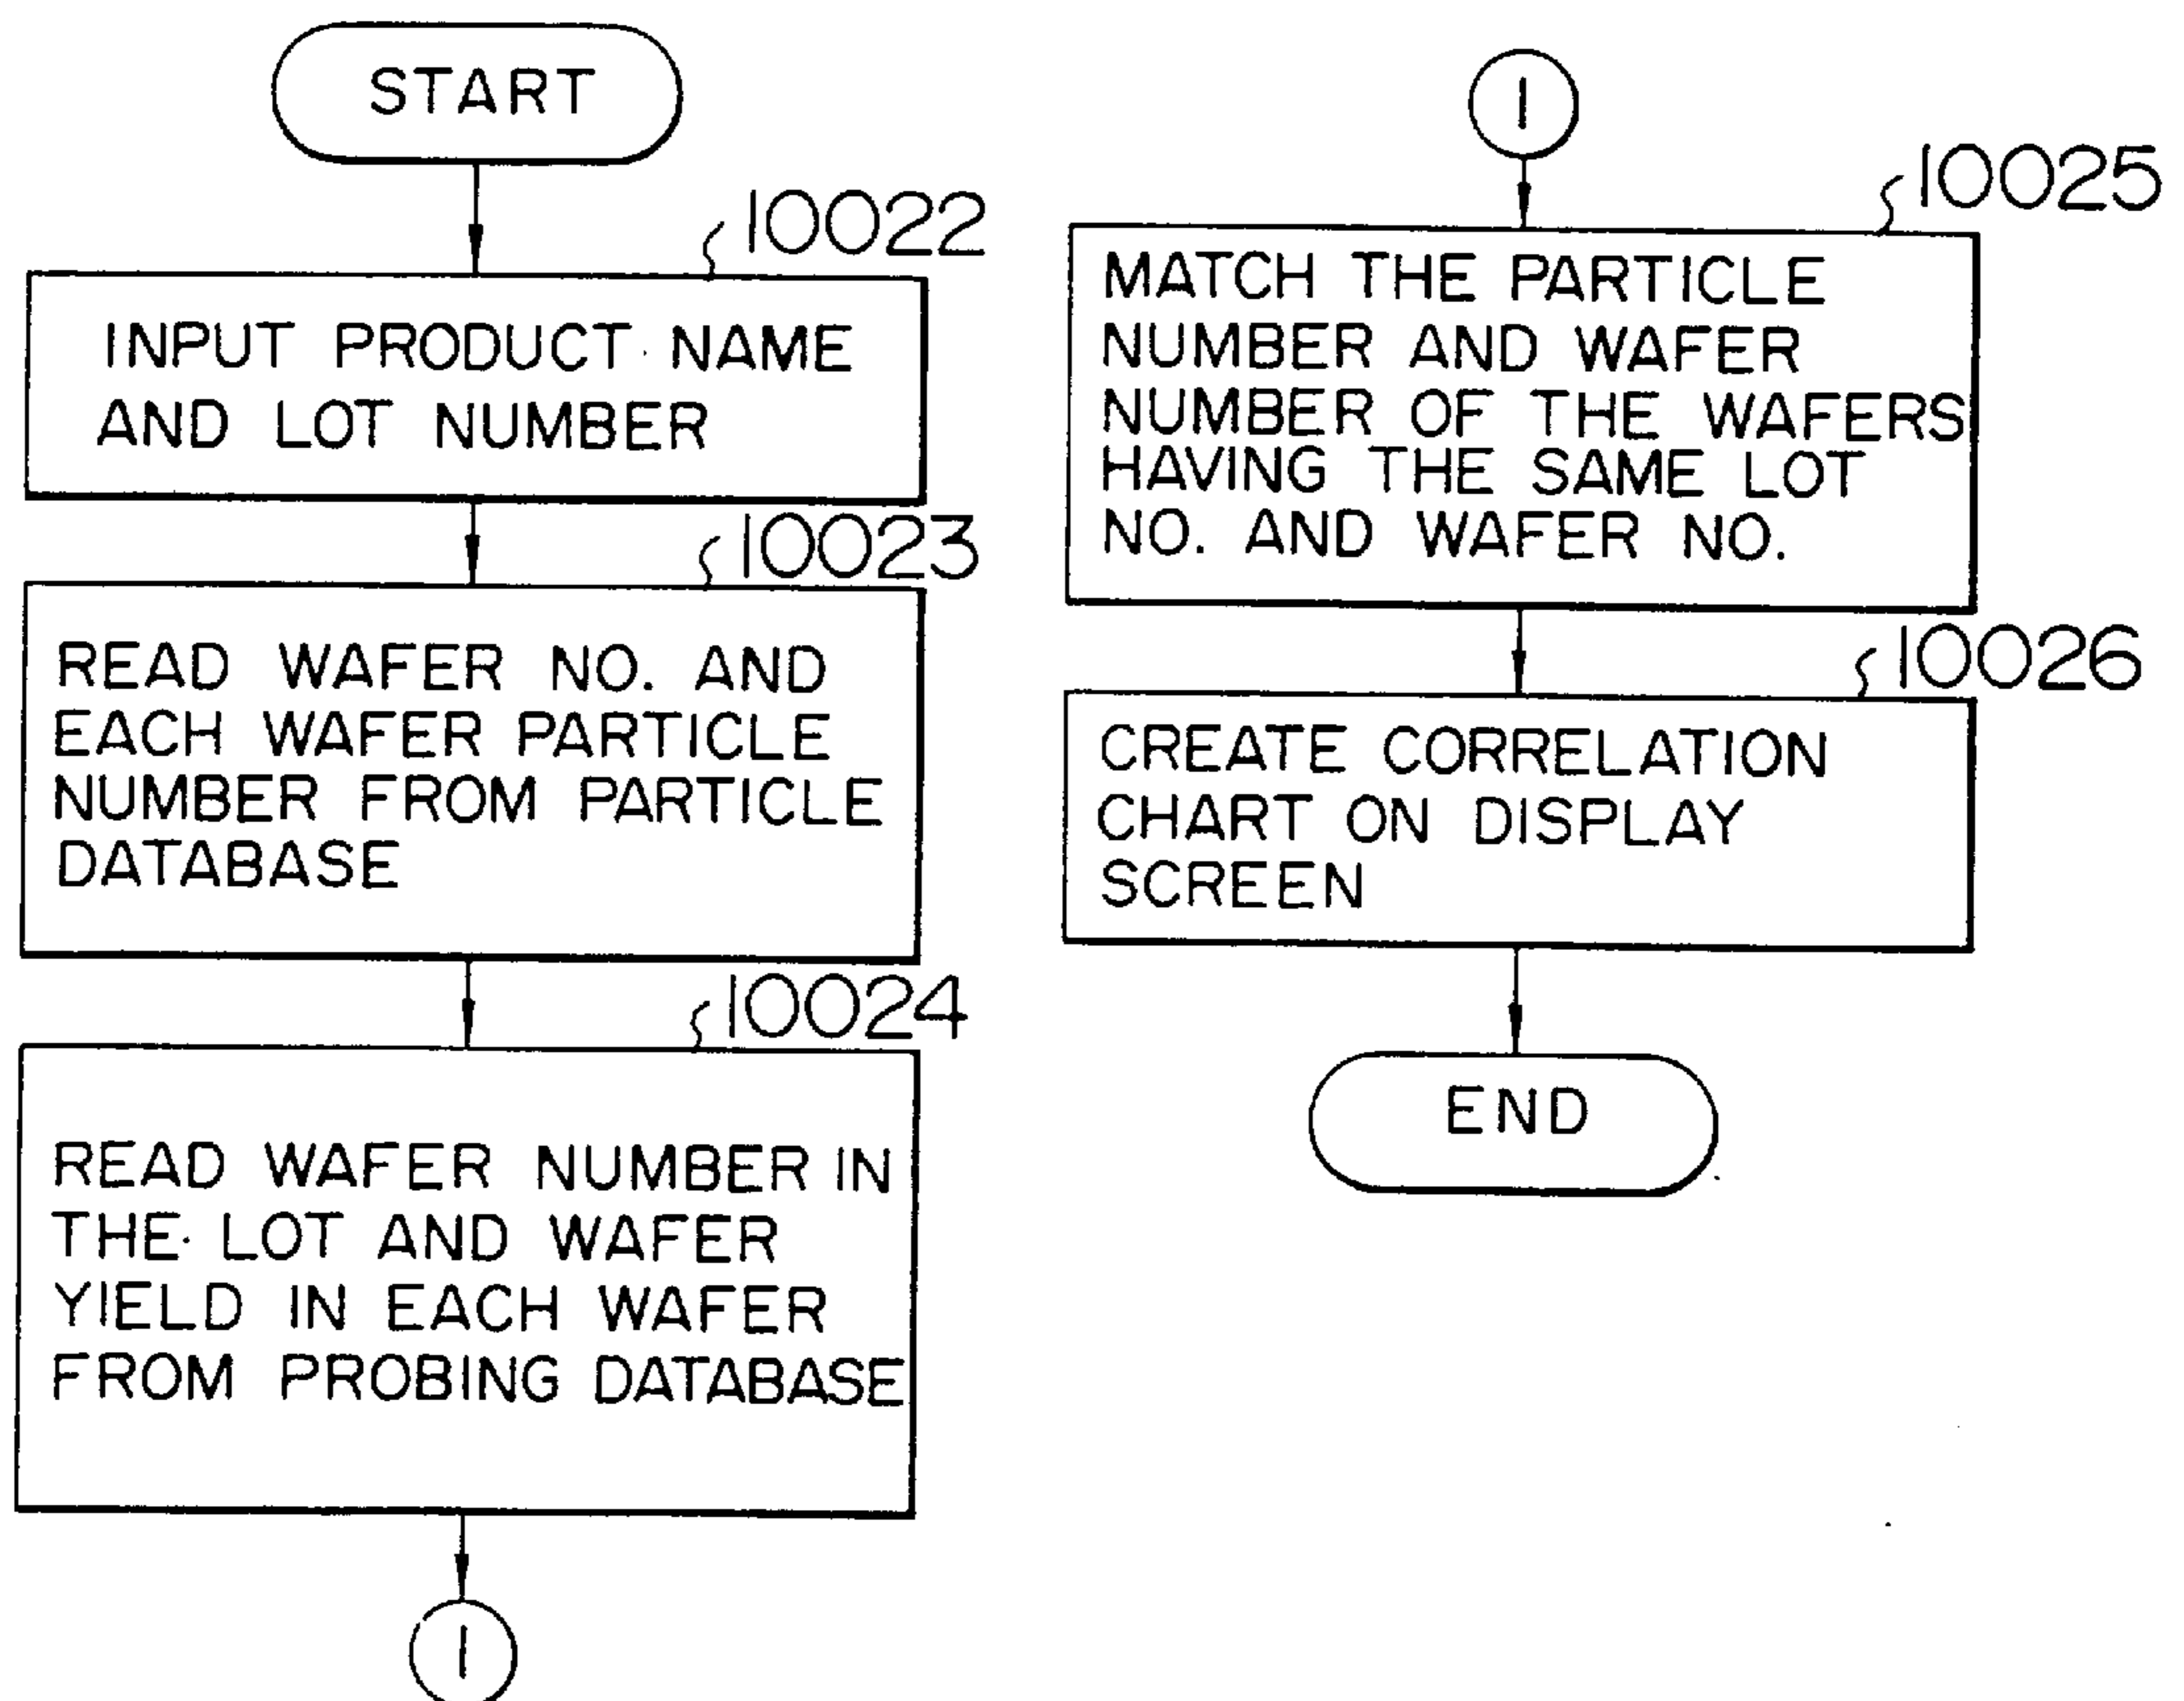 START
10022
INPUT PRODUCT NAME
AND LOT NUMBER
10023
READ WAFER NO. AND
EACH WAFER PARTICLE
NUMBER FROM PARTICLE
DATABASE
10024
READ WAFER NUMBER IN
THE LOT AND WAFER
YIELD IN EACH WAFER
FROM PROBING DATABASE
1
1
10025
MATCH THE PARTICLE
NUMBER AND WAFER
NUMBER OF THE WAFERS
HAVING THE SAME LOT
NO. AND WAFER NO.
10026
CREATE CORRELATION
CHART ON DISPLAY
SCREEN
END